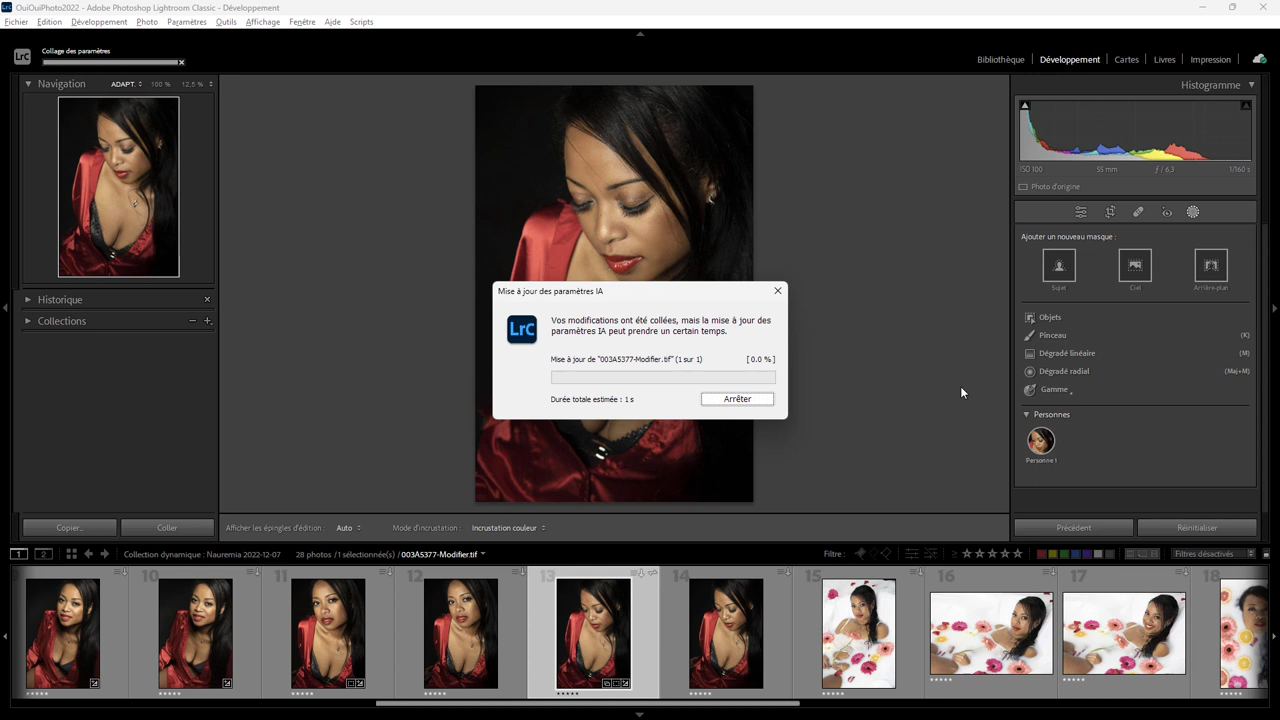 OuiOuiPhoto2022 - Adobe Photoshop Lightroom Classic - Développement
Fichier Edition Développement Photo Paramètres Outils Affichage Fenêtre Aide Scripts
LrC
Collage des paramètres
Bibliothèque Développement Cartes Livres Impression
Navigation ADAPT. 100 % 12,5 %
Histogramme
ISO 100 55 mm ƒ / 6,3 1/160 s
Photo d'origine
Ajouter un nouveau masque :
Sujet Ciel Arrière-plan
Historique
Collections
Objets
Pinceau (K)
Dégradé linéaire (M)
Dégradé radial (Maj+M)
Gamme
Personnes
Personne 1
Mise à jour des paramètres IA
LrC
Vos modifications ont été collées, mais la mise à jour des
paramètres IA peut prendre un certain temps.
Mise à jour de "003A5377-Modifier.tif" (1 sur 1) [ 0.0 % ]
Durée totale estimée : 1 s Arrêter
Copier... Coller
Afficher les épingles d'édition : Auto Mode d'incrustation : Incrustation couleur
Précédent Réinitialiser
1 2 Collection dynamique : Nauremia 2022-12-07 28 photos / 1 sélectionnée(s) / 003A5377-Modifier.tif
Filtre : Filtres désactivés
10 11 12 13 14 15 16 17 18